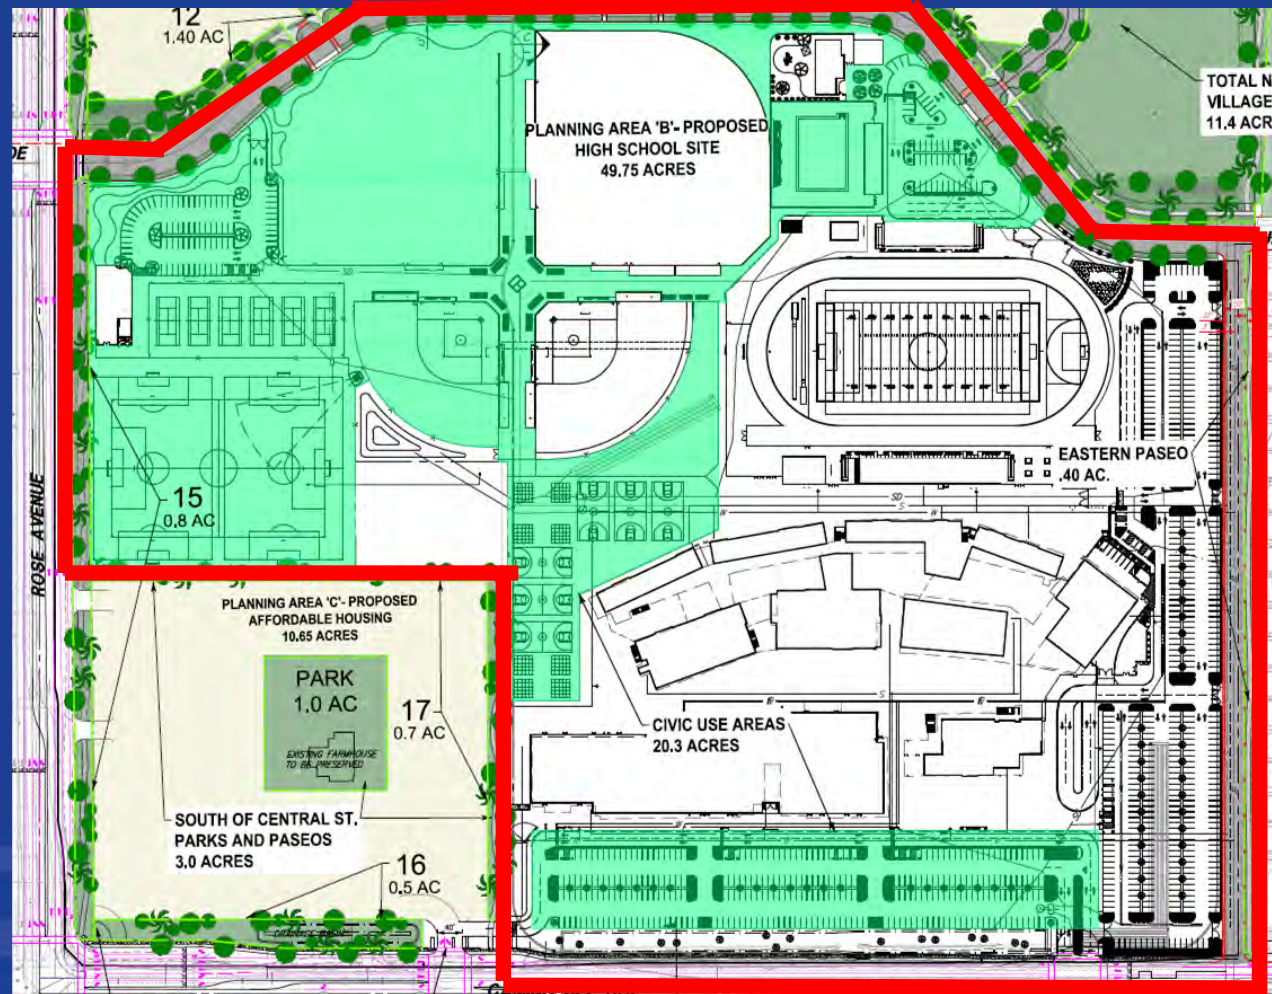 12
1.40 AC
TOTAL N
VILLAGE
11.4 ACR
PLANNING AREA 'B'- PROPOSED
HIGH SCHOOL SITE
49.75 ACRES
DE
EASTERN PASEO
.40 AC.
15
0.8 AC
ROSE AVENUE
SD
SD
S
W
W
PLANNING AREA 'C'- PROPOSED
AFFORDABLE HOUSING
10.65 ACRES
PARK
1.0 AC
17
0.7 AC
EXISTING FARMHOUSE
TO BE PRESERVED
S
CIVIC USE AREAS
20.3 ACRES
SOUTH OF CENTRAL ST.
PARKS AND PASEOS
3.0 ACRES
W
16
0.5 AC